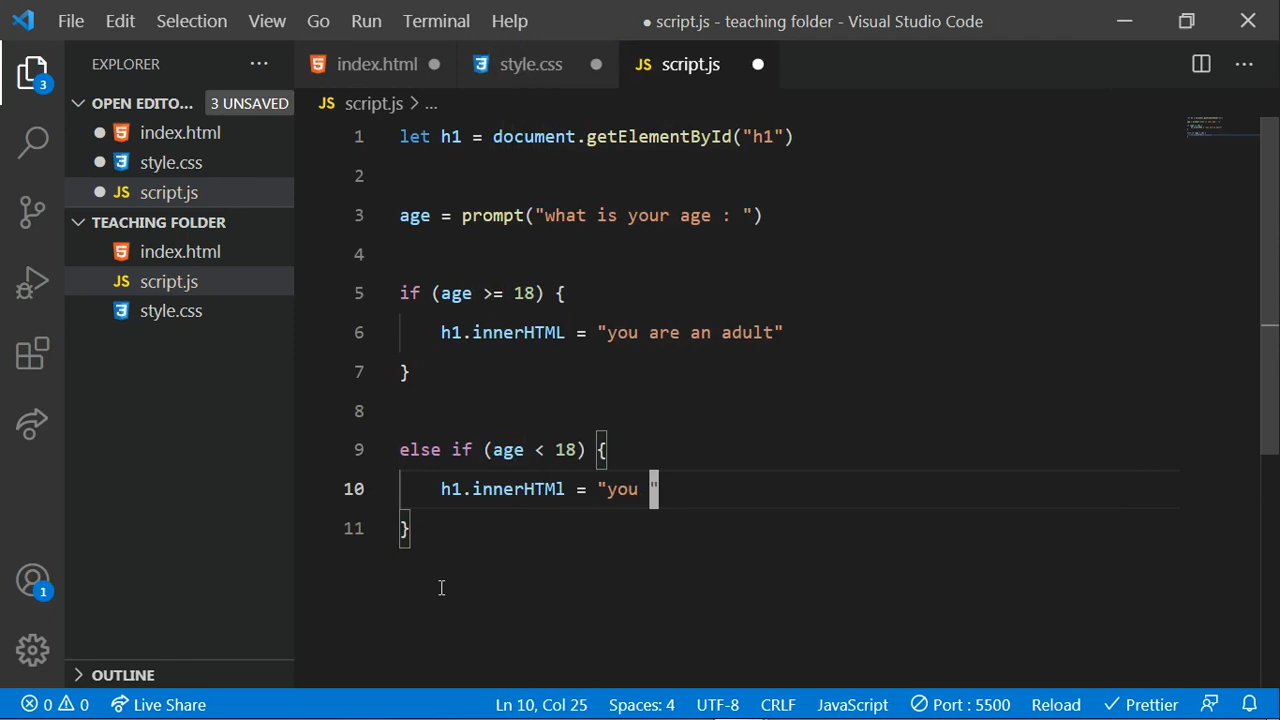 File Edit Selection View Go Run Terminal Help ● script.js - teaching folder - Visual Studio Code
EXPLORER ...
index.html ● style.css ● JS script.js ●
OPEN EDITO... 3 UNSAVED
JS script.js > ...
● index.html
● style.css
● JS script.js
TEACHING FOLDER
index.html
JS script.js
style.css
3
1
OUTLINE
1 let h1 = document.getElementById("h1")
2
3 age = prompt("what is your age : ")
4
5 if (age >= 18) {
6 h1.innerHTML = "you are an adult"
7 }
8
9 else if (age < 18) {
10 h1.innerHTMl = "you "
11 }
0 0 Live Share Ln 10, Col 25 Spaces: 4 UTF-8 CRLF JavaScript Port : 5500 Reload Prettier